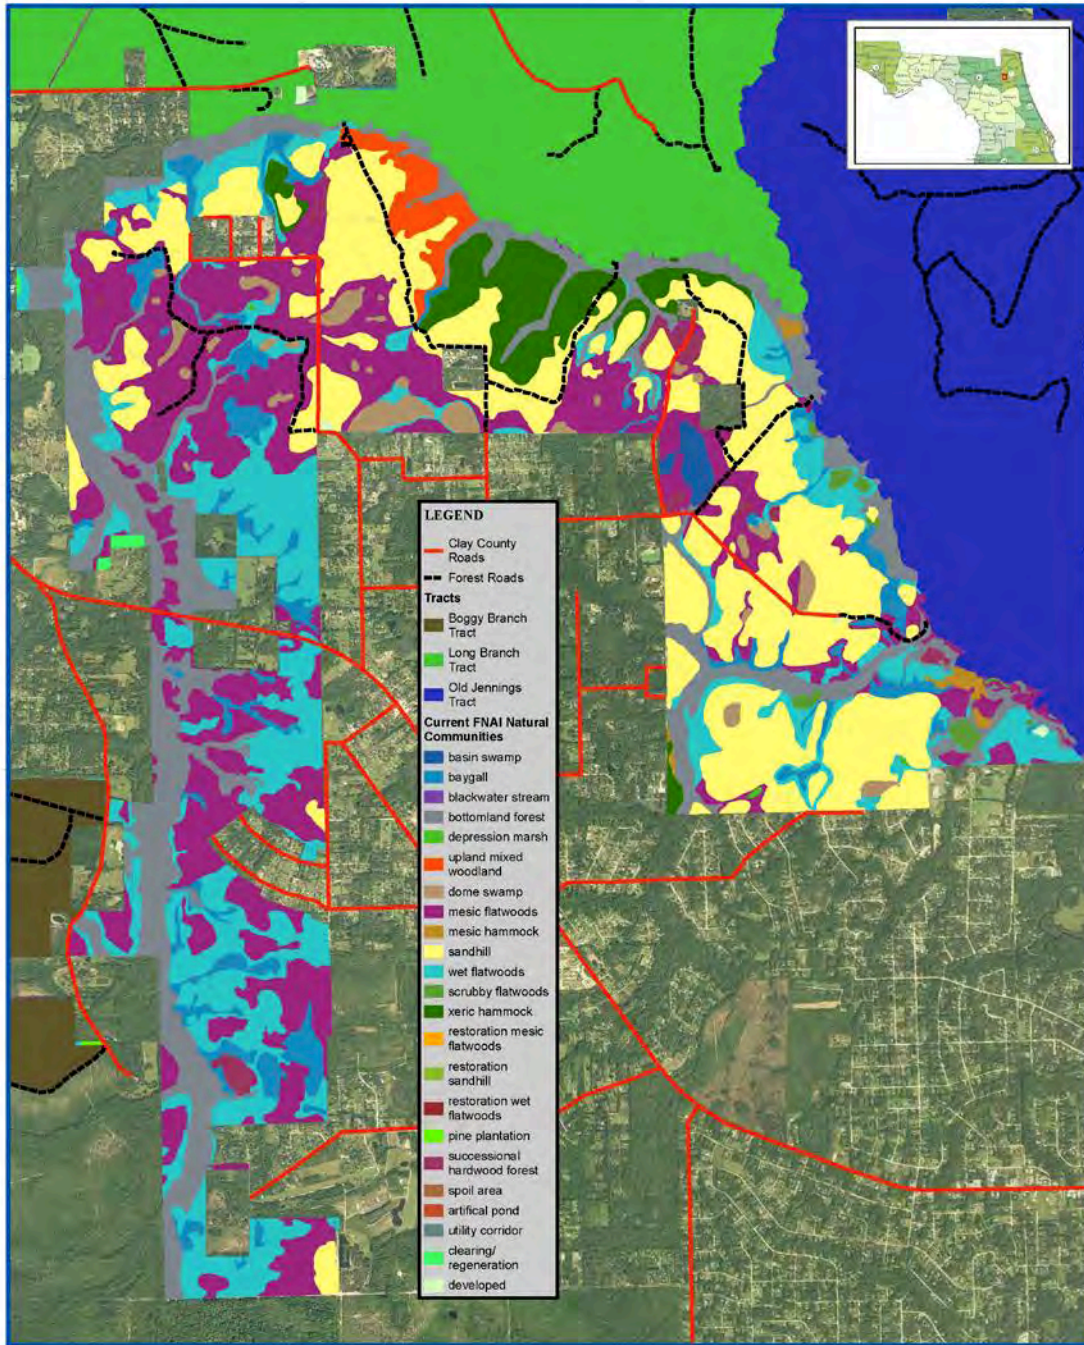 LEGEND
Clay County
Roads
Forest Roads
Tracts
Boggy Branch
Tract
Long Branch
Tract
Old Jennings
Tract
Current FNAI Natural
Communities
basin swamp
baygall
blackwater stream
bottomland forest
depression marsh
upland mixed
woodland
dome swamp
mesic flatwoods
mesic hammock
sandhill
wet flatwoods
scrubby flatwoods
xeric hammock
restoration mesic
flatwoods
restoration
sandhill
restoration wet
flatwoods
pine plantation
successional
hardwood forest
spoil area
artifical pond
utility corridor
clearing/
regeneration
developed